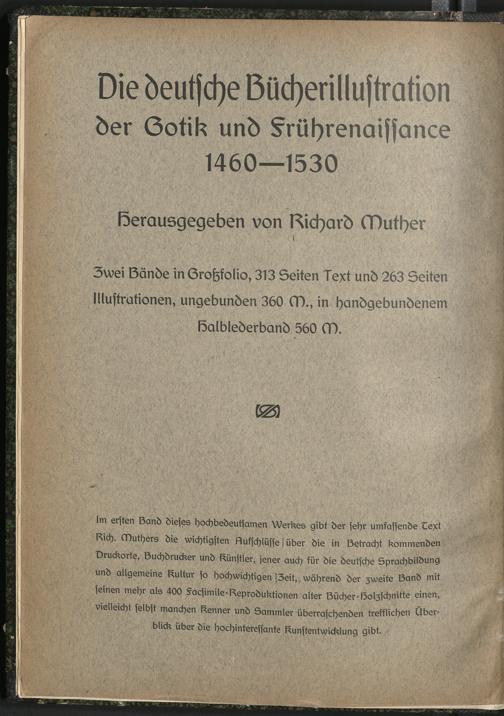 Die deutſche Bücherilluſtration
der Gotik und Frührenaiſſance
1460—1530
Herausgegeben von Richard Muther
Zwei Bände in Großfolio, 313 Seiten Text und 263 Seiten
Illuſtrationen, ungebunden 360 M., in handgebundenem
Halblederband 560 M.
Im erſten Band dieſes hochbedeutſamen Werkes gibt der ſehr umfaſſende Text
Rich. Muthers die wichtigſten Aufſchlüſſe über die in Betracht kommenden
Druckorte, Buchdrucker und Künſtler, jener auch für die deutſche Sprachbildung
und allgemeine Kultur ſo hochwichtigen Zeit, während der zweite Band mit
ſeinen mehr als 400 Facſimile-Reproduktionen alter Bücher-Holzſchnitte einen,
vielleicht ſelbſt manchen Kenner und Sammler überraſchenden trefflichen Über-
blick über die hochintereſſante Kunſtentwicklung gibt.